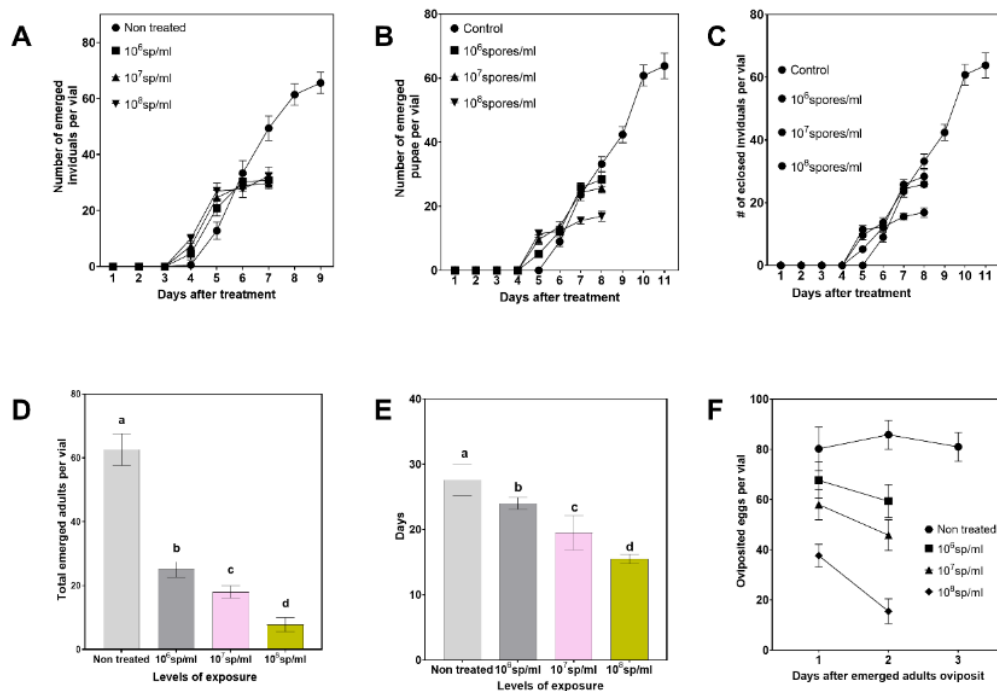 A
Number of emerged
inviduals per vial
Non treated
10⁶sp/ml
10⁷sp/ml
10⁸sp/ml
80
60
40
20
0
1 2 3 4 5 6 7 8 9
Days after treatment
B
Number of emerged
pupae per vial
Control
10⁶spores/ml
10⁷spores/ml
10⁸spores/ml
80
60
40
20
0
1 2 3 4 5 6 7 8 9 10 11
Days after treatment
C
# of eclosed inviduals per vial
Control
10⁶spores/ml
10⁷spores/ml
10⁸spores/ml
80
60
40
20
0
1 2 3 4 5 6 7 8 9 10 11
Days after treatment
D
Total emerged adults per vial
80
60
40
20
0
a
b
c
d
Non treated 10⁶sp/ml 10⁷sp/ml 10⁸sp/ml
Levels of exposure
E
Days
40
30
20
10
0
a
b
c
d
Non treated 10⁶sp/ml 10⁷sp/ml 10⁸sp/ml
Levels of exposure
F
Oviposited eggs per vial
100
80
60
40
20
0
Non treated
10⁶sp/ml
10⁷sp/ml
10⁸sp/ml
1 2 3
Days after emerged adults oviposit